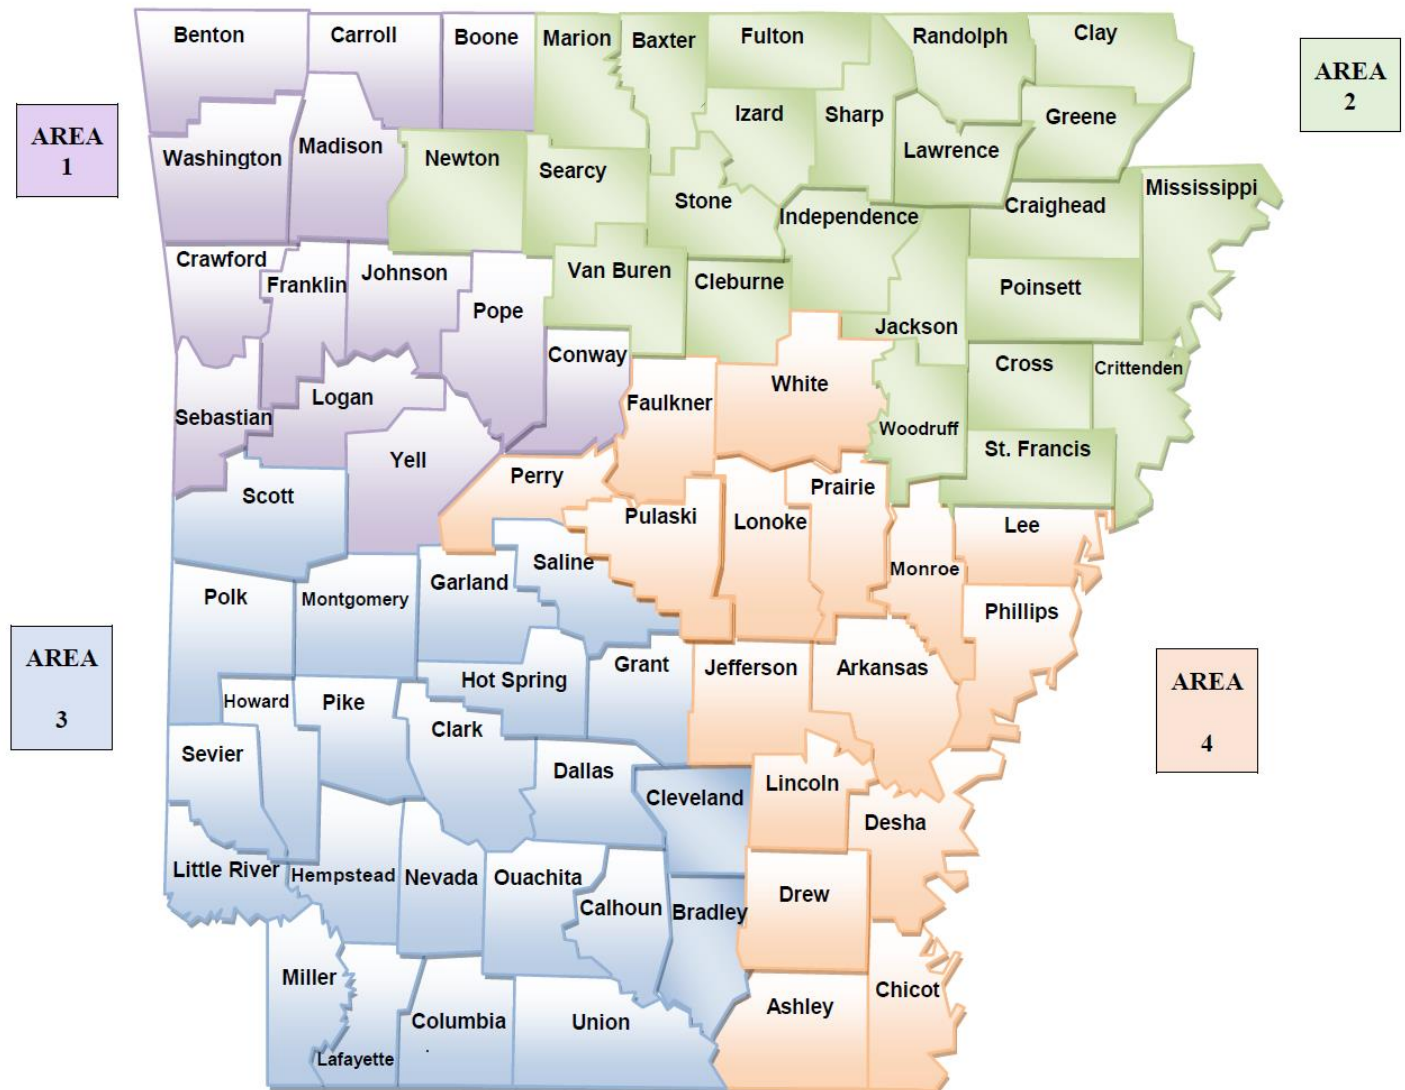 Benton
Carroll
Boone
Marion
Baxter
Fulton
Randolph
Clay
AREA
1
AREA
2
Washington
Madison
Newton
Searcy
Stone
Izard
Sharp
Lawrence
Greene
Independence
Craighead
Mississippi
Crawford
Franklin
Johnson
Pope
Van Buren
Cleburne
Jackson
Poinsett
Conway
Cross
Crittenden
Sebastian
Logan
Yell
Faulkner
White
Woodruff
St. Francis
Scott
Perry
Pulaski
Lonoke
Prairie
Monroe
Lee
Polk
Montgomery
Garland
Saline
Phillips
AREA
3
AREA
4
Howard
Pike
Hot Spring
Grant
Jefferson
Arkansas
Sevier
Clark
Dallas
Cleveland
Lincoln
Desha
Little River
Hempstead
Nevada
Ouachita
Calhoun
Bradley
Drew
Miller
Lafayette
Columbia
Union
Ashley
Chicot